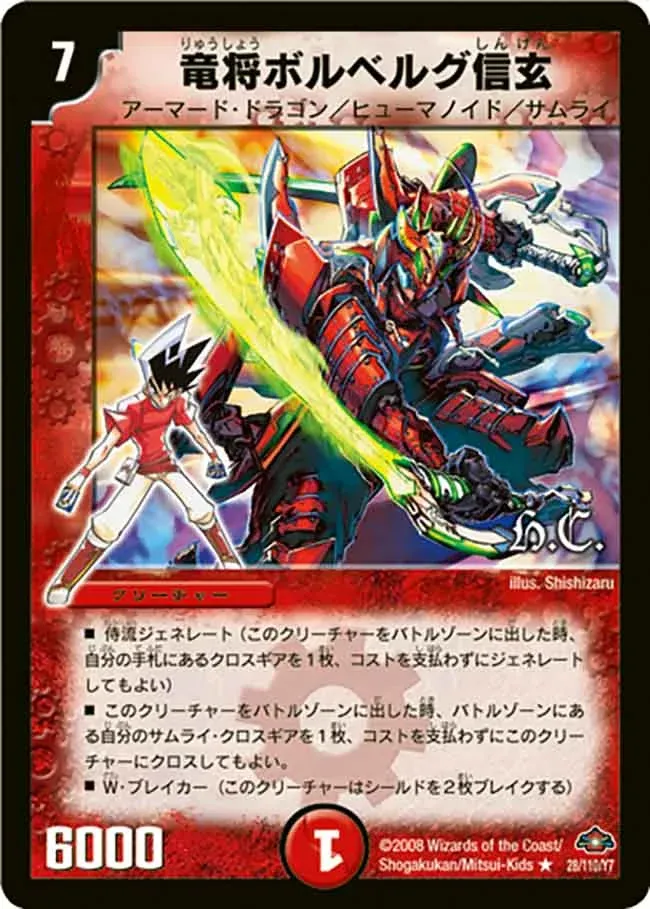 7
りゅうしょう しんげん
竜将ボルベルグ信玄
アーマード・ドラゴン／ヒューマノイド／サムライ
H.C.
illus. Shishizaru
クリーチャー
■ 侍流ジェネレート（このクリーチャーをバトルゾーンに出した時、
自分の手札にあるクロスギアを１枚、コストを支払わずにジェネレート
してもよい）
■ このクリーチャーをバトルゾーンに出した時、バトルゾーンにあ
る自分のサムライ・クロスギアを１枚、コストを支払わずにこのクリー
チャーにクロスしてもよい。
■ W・ブレイカー（このクリーチャーはシールドを２枚ブレイクする）
6000
1
©2008 Wizards of the Coast/
Shogakukan/Mitsui-Kids ★ 28/110/Y7